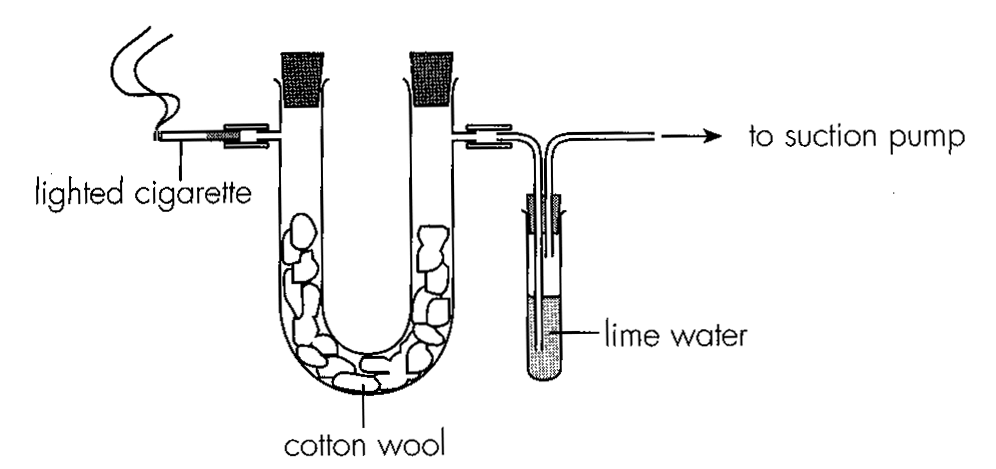 to suction pump
lighted cigarette
lime water
cotton wool